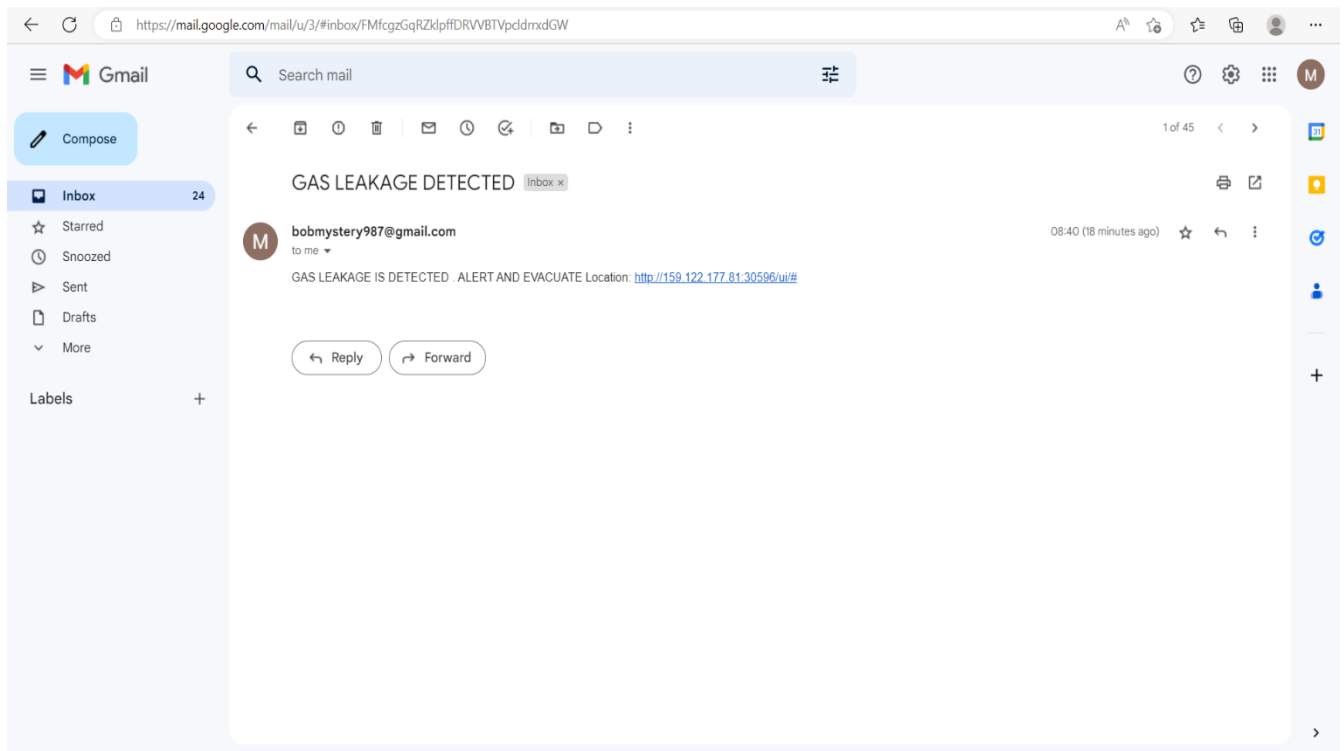 https://mail.google.com/mail/u/3/#inbox/FMfcgzGqRZklpffDRVVBTVpcldrrxdGW
Gmail
Search mail
M
Compose
1 of 45
31
GAS LEAKAGE DETECTED Inbox ×
Inbox 24
Starred
M
bobmystery987@gmail.com
08:40 (18 minutes ago)
to me
Snoozed
GAS LEAKAGE IS DETECTED . ALERT AND EVACUATE Location: http://159.122.177.81:30596/ui/#
Sent
Drafts
More
Reply
Forward
Labels